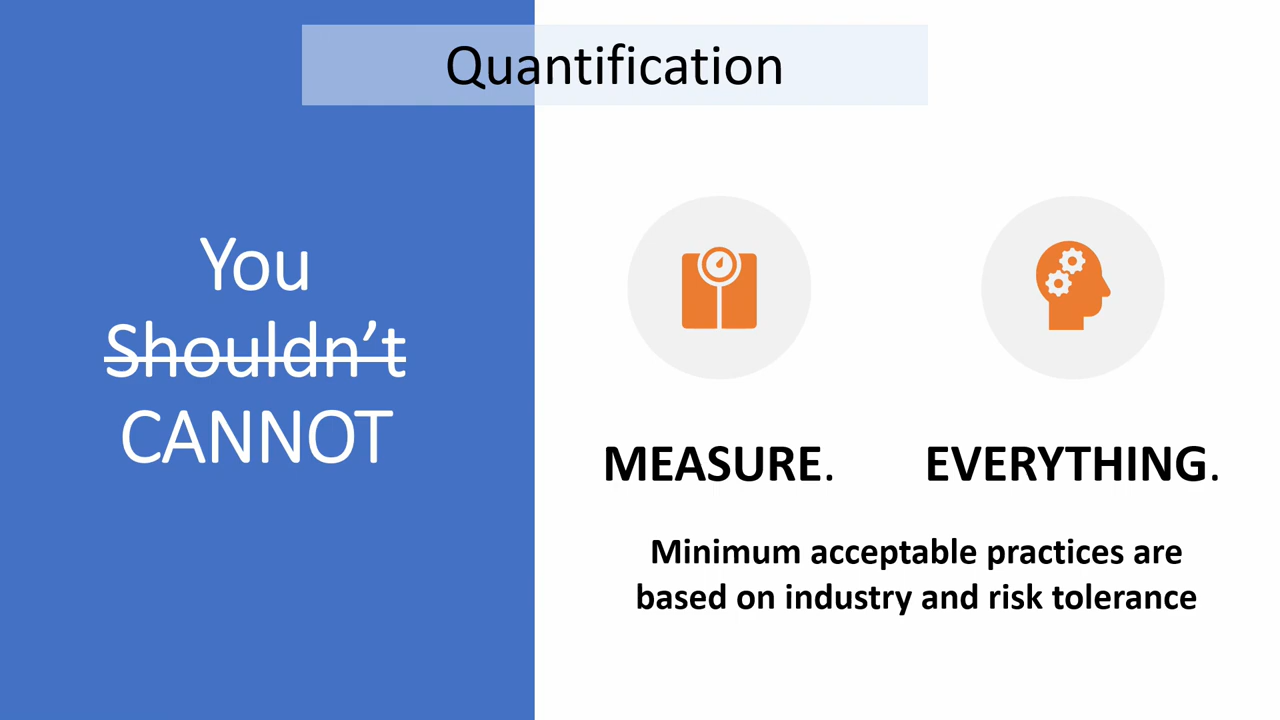 Quantification
You
Shouldn’t
CANNOT
MEASURE.
EVERYTHING.
Minimum acceptable practices are
based on industry and risk tolerance